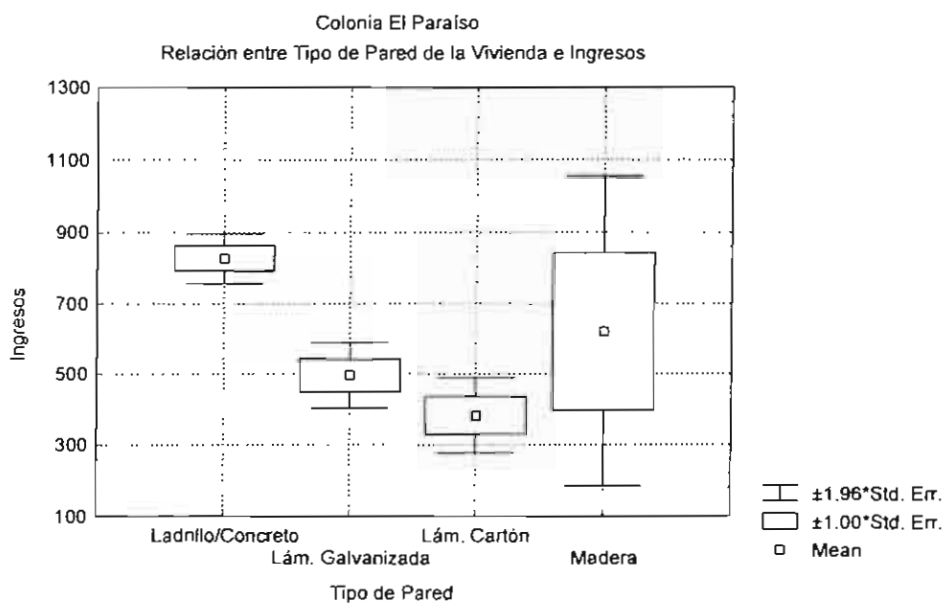 Colonia El Paraíso
Relación entre Tipo de Pared de la Vivienda e Ingresos
1300
1100
900
700
500
300
100
Ingresos
Ladrillo/Concreto
Lám. Galvanizada
Lám. Cartón
Madera
Tipo de Pared
±1.96*Std. Err.
±1.00*Std. Err.
Mean